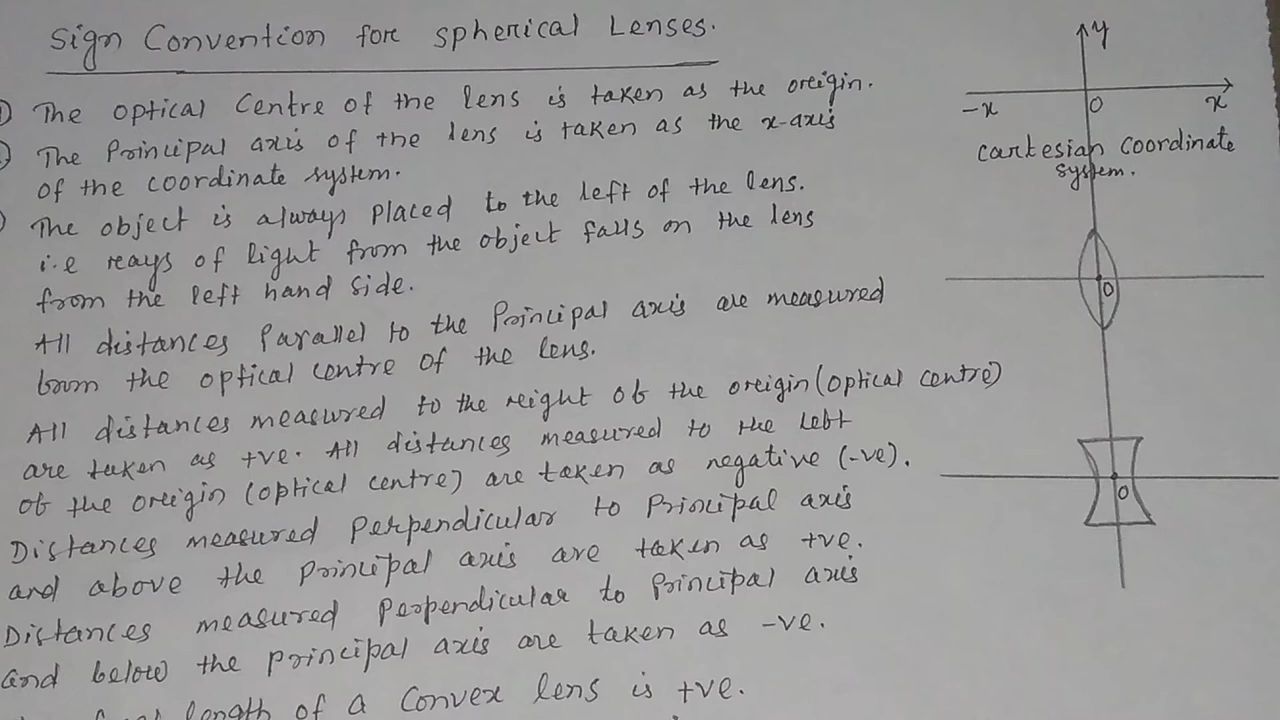 Sign Convention for spherical Lenses.
The optical Centre of the lens is taken as the origin.
The Principal axis of the lens is taken as the x-axis
of the coordinate system.
The object is always placed to the left of the lens.
i.e rays of light from the object falls on the lens
from the left hand side.
All distances Parallel to the Principal axis are measured
from the optical centre of the lens.
All distances measured to the right of the origin (optical centre)
are taken as +ve. All distances measured to the left
of the origin (optical centre) are taken as negative (-ve).
Distances measured Perpendicular to Principal axis
and above the principal axis are taken as +ve.
Distances measured Perpendicular to Principal axis
and below the principal axis are taken as -ve.
length of a Convex lens is +ve.
y
-x
O
x
Cartesian Coordinate
system.
O
O